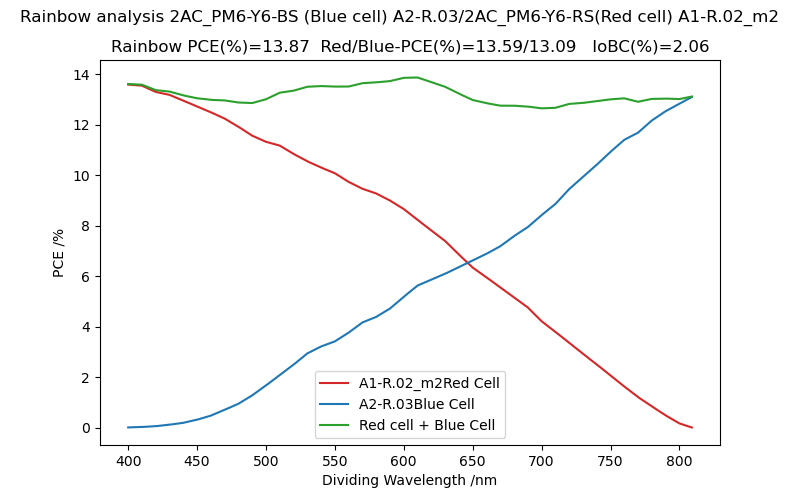 Rainbow analysis 2AC_PM6-Y6-BS (Blue cell) A2-R.03/2AC_PM6-Y6-RS(Red cell) A1-R.02_m2
Rainbow PCE(%)=13.87  Red/Blue-PCE(%)=13.59/13.09   IoBC(%)=2.06
14
12
10
8
6
4
2
0
PCE /%
A1-R.02_m2Red Cell
A2-R.03Blue Cell
Red cell + Blue Cell
400 450 500 550 600 650 700 750 800
Dividing Wavelength /nm